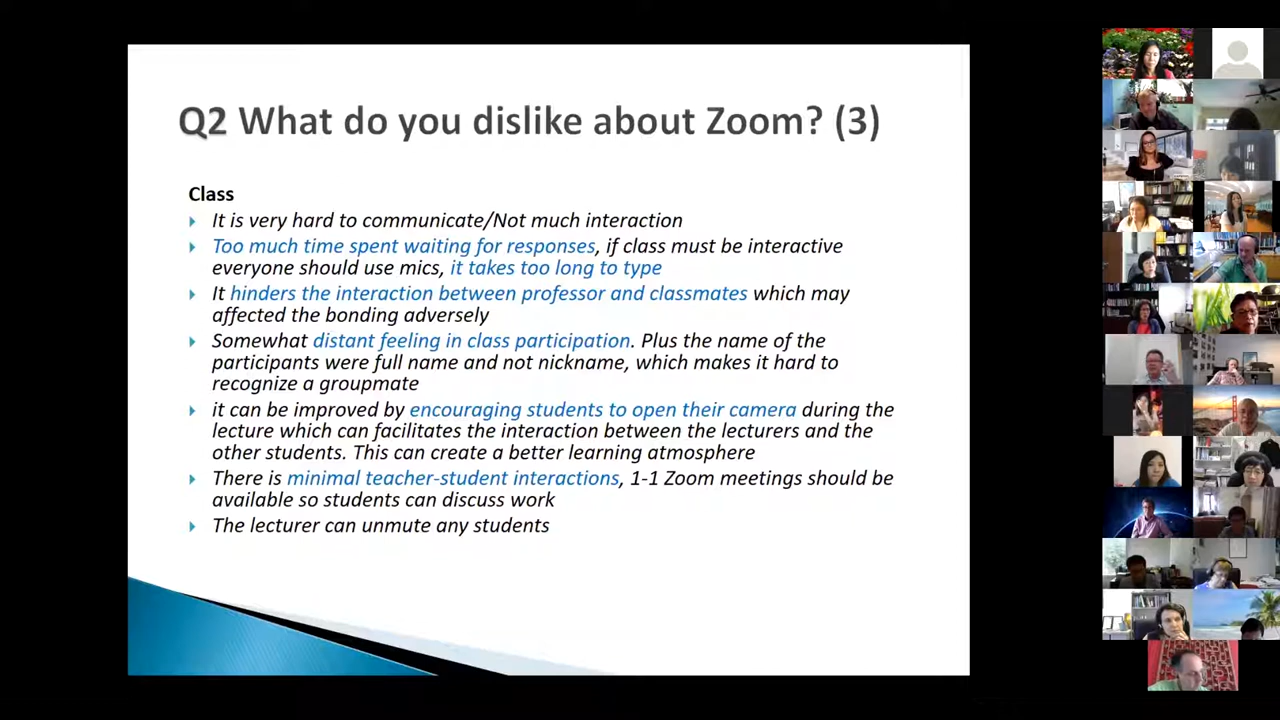 Q2 What do you dislike about Zoom? (3)
Class
It is very hard to communicate/Not much interaction
Too much time spent waiting for responses, if class must be interactive
everyone should use mics, it takes too long to type
It hinders the interaction between professor and classmates which may
affected the bonding adversely
Somewhat distant feeling in class participation. Plus the name of the
participants were full name and not nickname, which makes it hard to
recognize a groupmate
it can be improved by encouraging students to open their camera during the
lecture which can facilitates the interaction between the lecturers and the
other students. This can create a better learning atmosphere
There is minimal teacher-student interactions, 1-1 Zoom meetings should be
available so students can discuss work
The lecturer can unmute any students